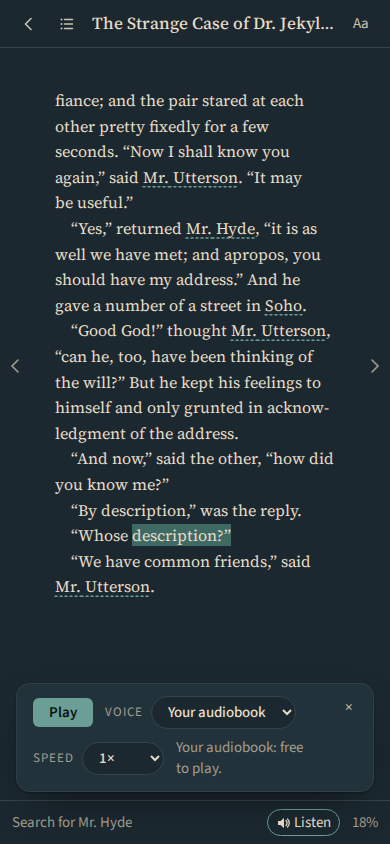 The Strange Case of Dr. Jekyl...
Aa
fiance; and the pair stared at each
other pretty fixedly for a few
seconds. “Now I shall know you
again,” said Mr. Utterson. “It may
be useful.”
“Yes,” returned Mr. Hyde, “it is as
well we have met; and apropos, you
should have my address.” And he
gave a number of a street in Soho.
“Good God!” thought Mr. Utterson,
“can he, too, have been thinking of
the will?” But he kept his feelings to
himself and only grunted in acknow-
ledgment of the address.
“And now,” said the other, “how did
you know me?”
“By description,” was the reply.
“Whose description?”
“We have common friends,” said
Mr. Utterson.
Play
VOICE
Your audiobook
×
SPEED
1×
Your audiobook: free
to play.
Search for Mr. Hyde
Listen
18%